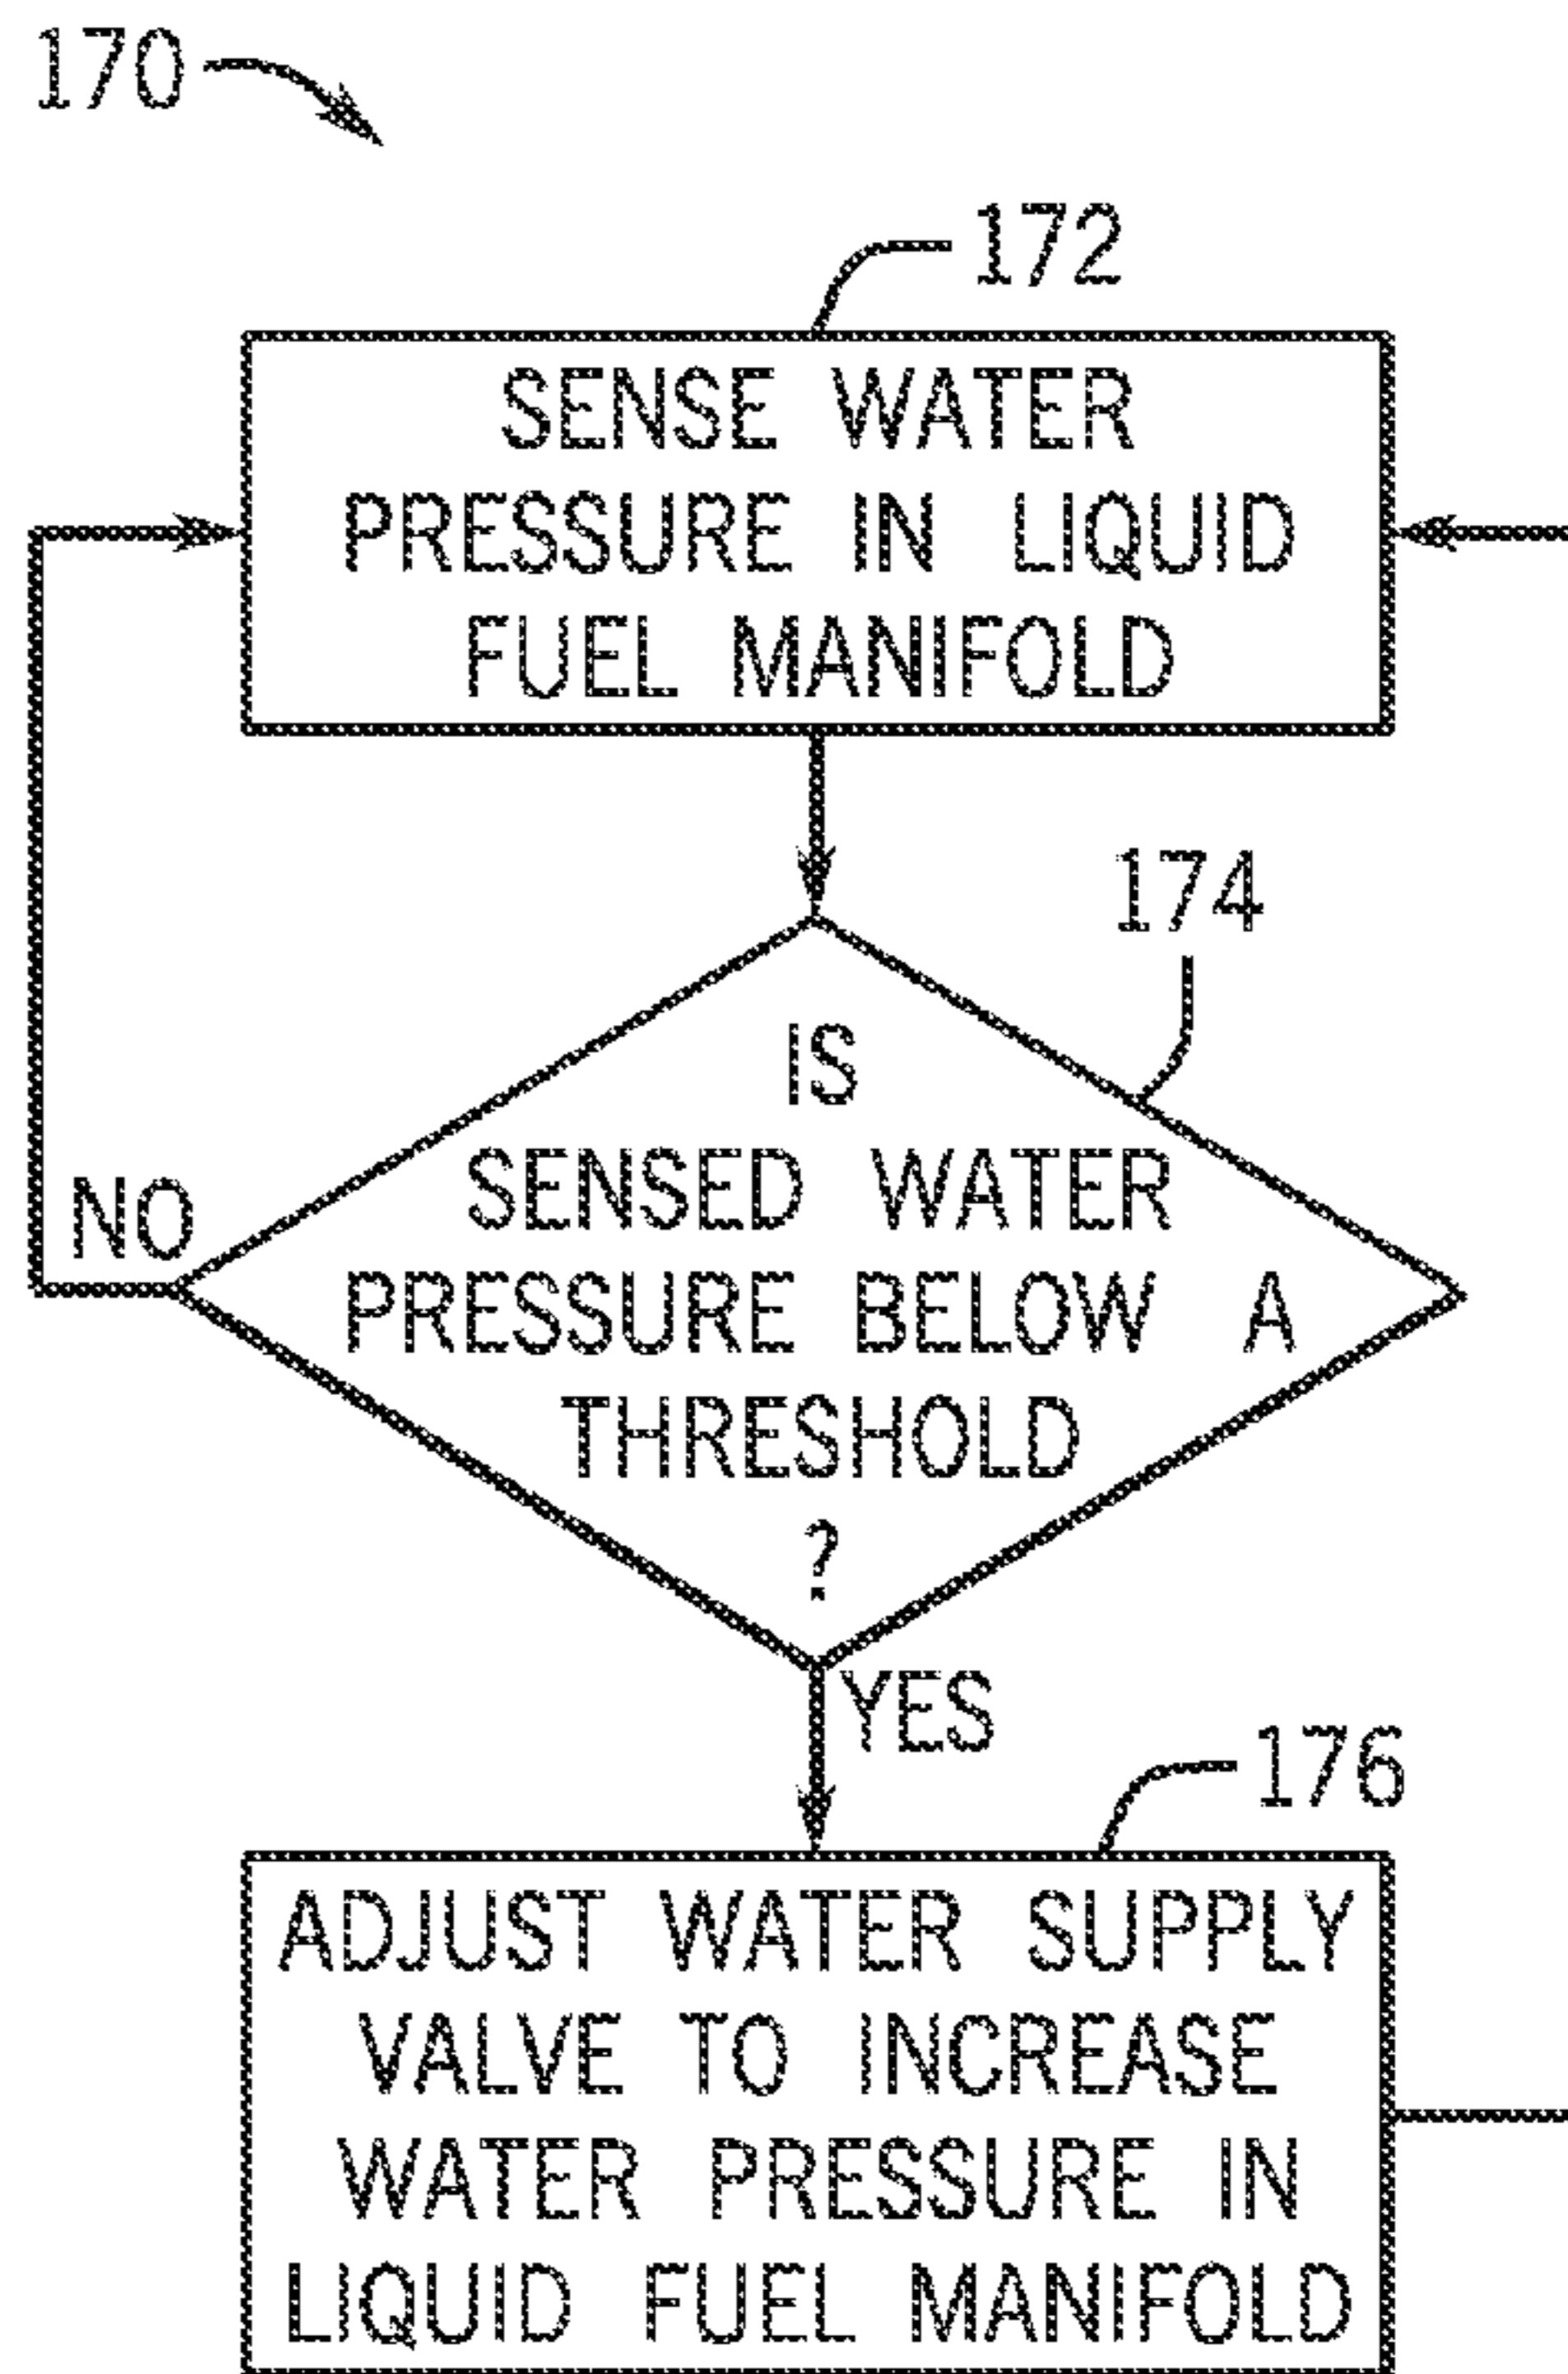 170
172
SENSE WATER
PRESSURE IN LIQUID
FUEL MANIFOLD
174
IS
SENSED WATER
PRESSURE BELOW A
THRESHOLD
?
NO
YES
176
ADJUST WATER SUPPLY
VALVE TO INCREASE
WATER PRESSURE IN
LIQUID FUEL MANIFOLD